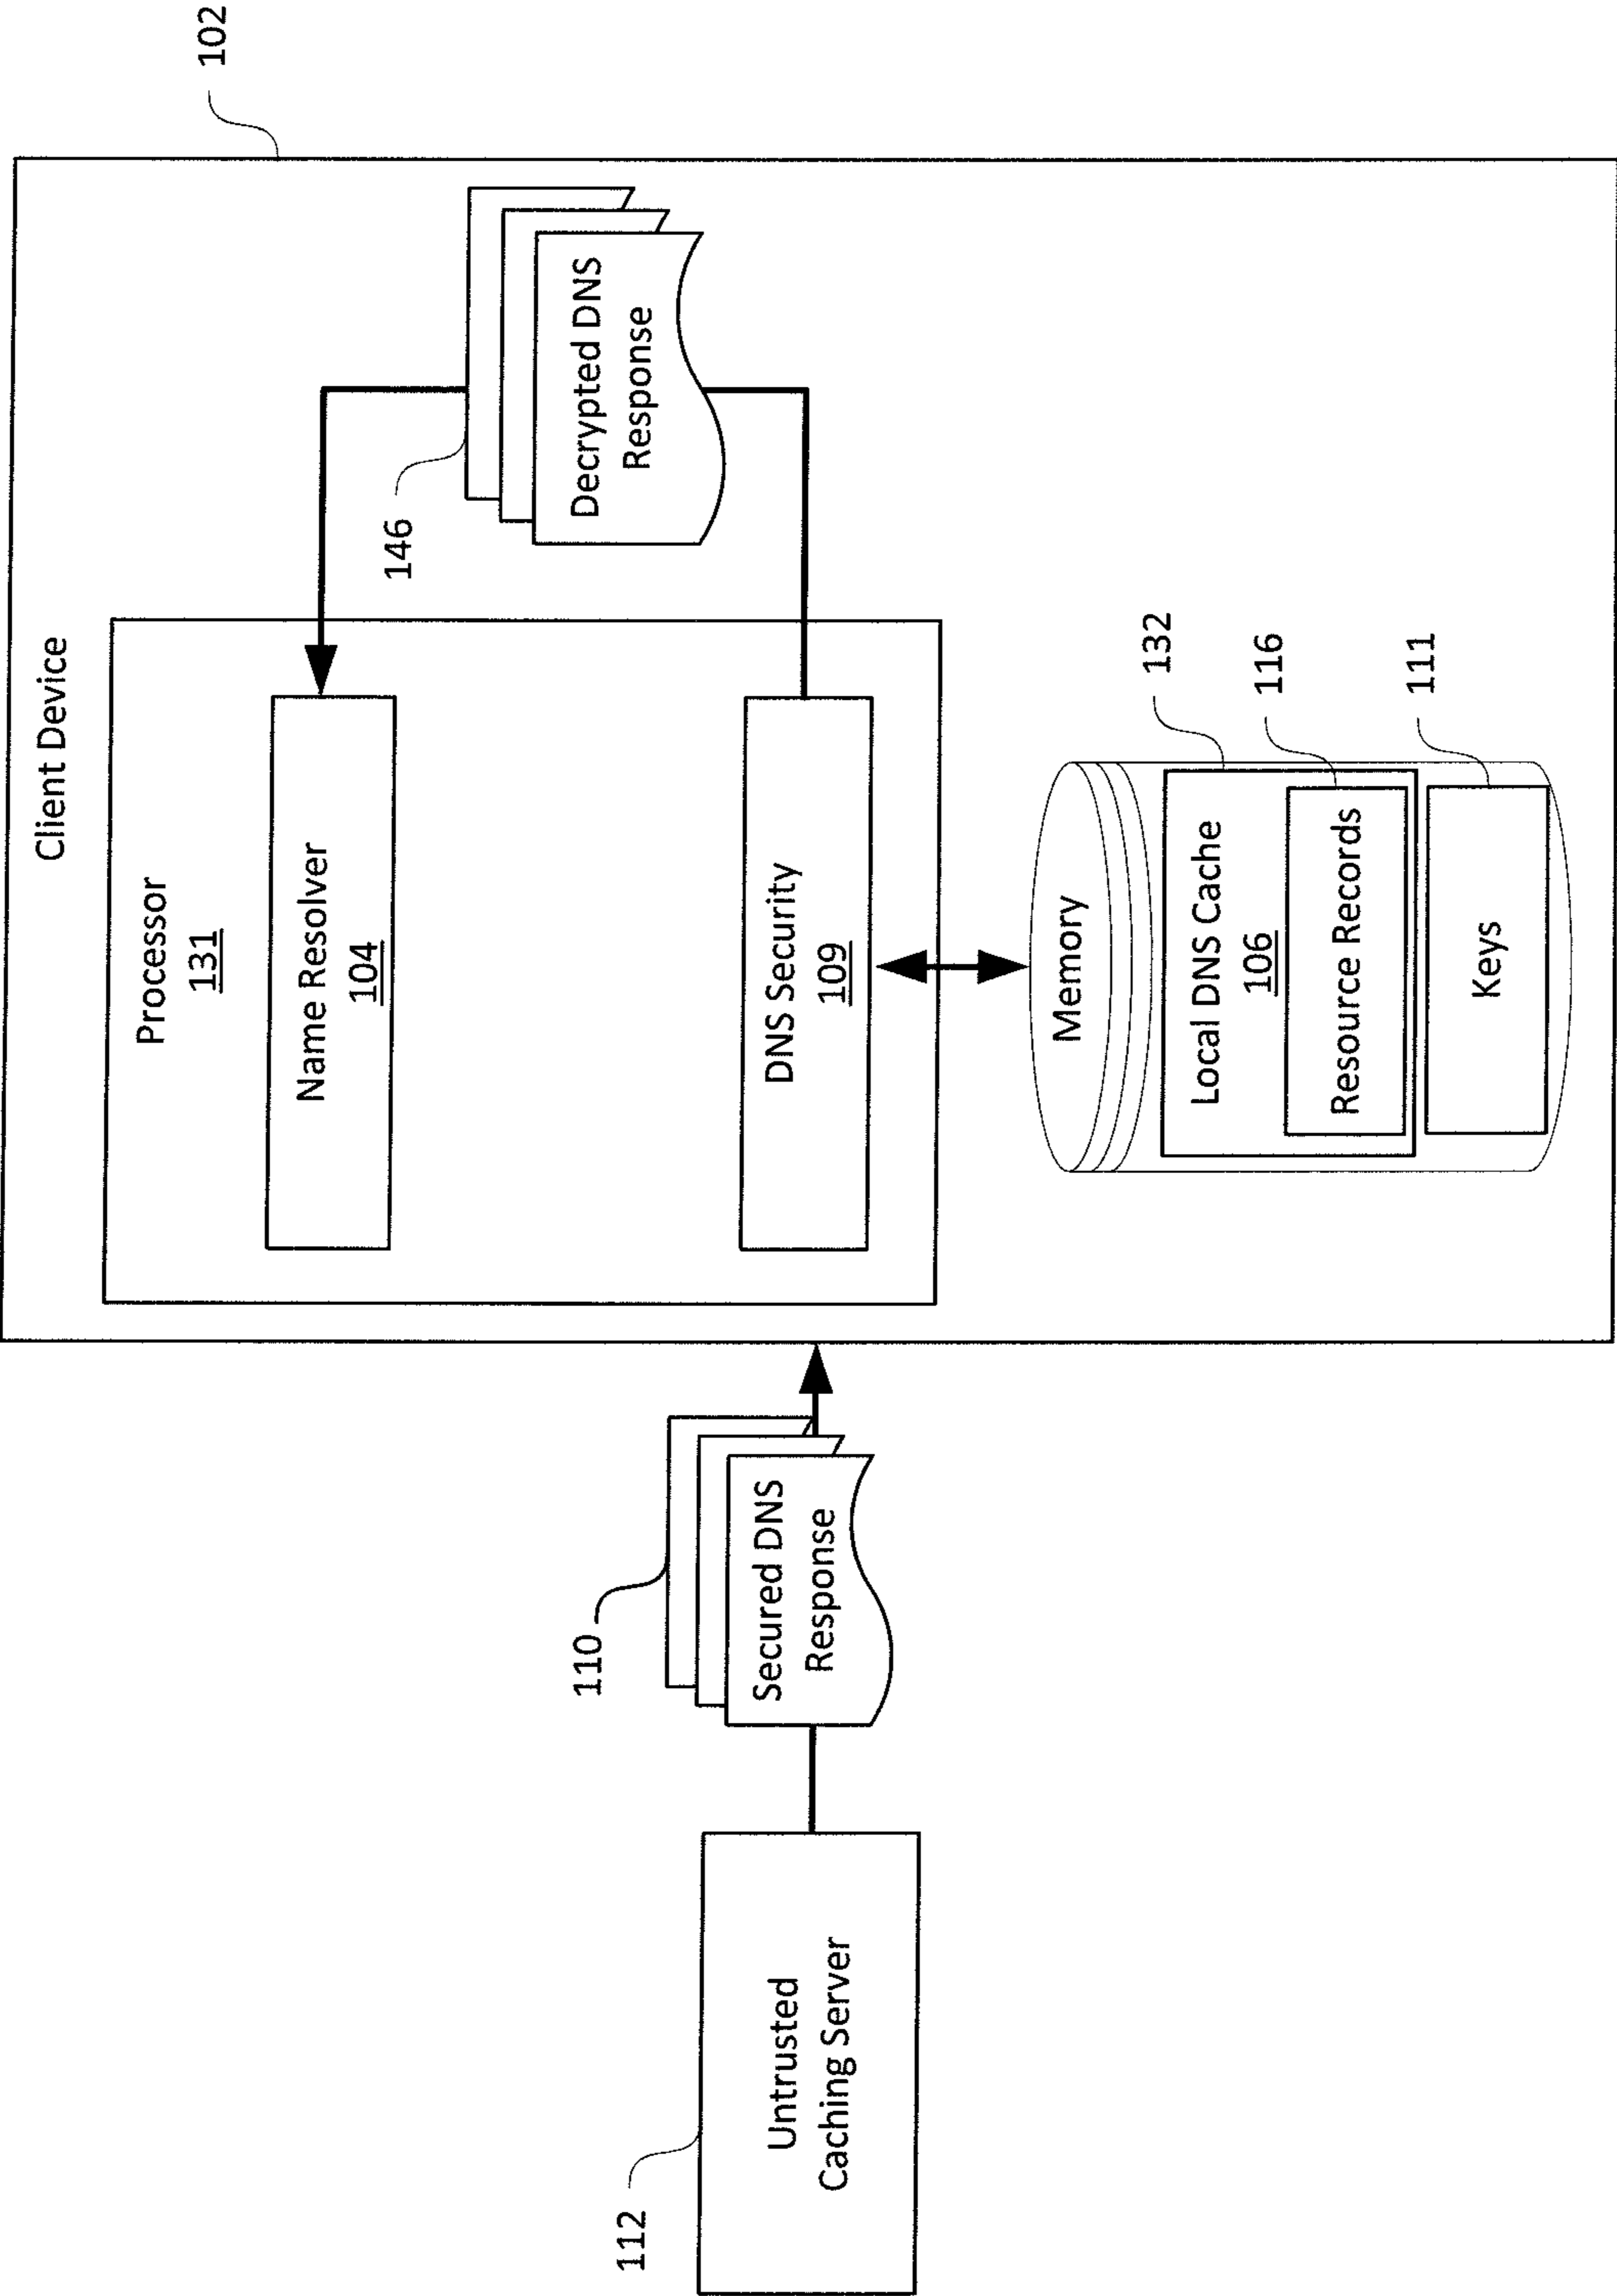 102
Client Device
Processor
131
Name Resolver
104
146
Decrypted DNS
Response
DNS Security
109
Memory
132
Local DNS Cache
106
116
Resource Records
111
Keys
110
Secured DNS
Response
112
Untrusted
Caching Server